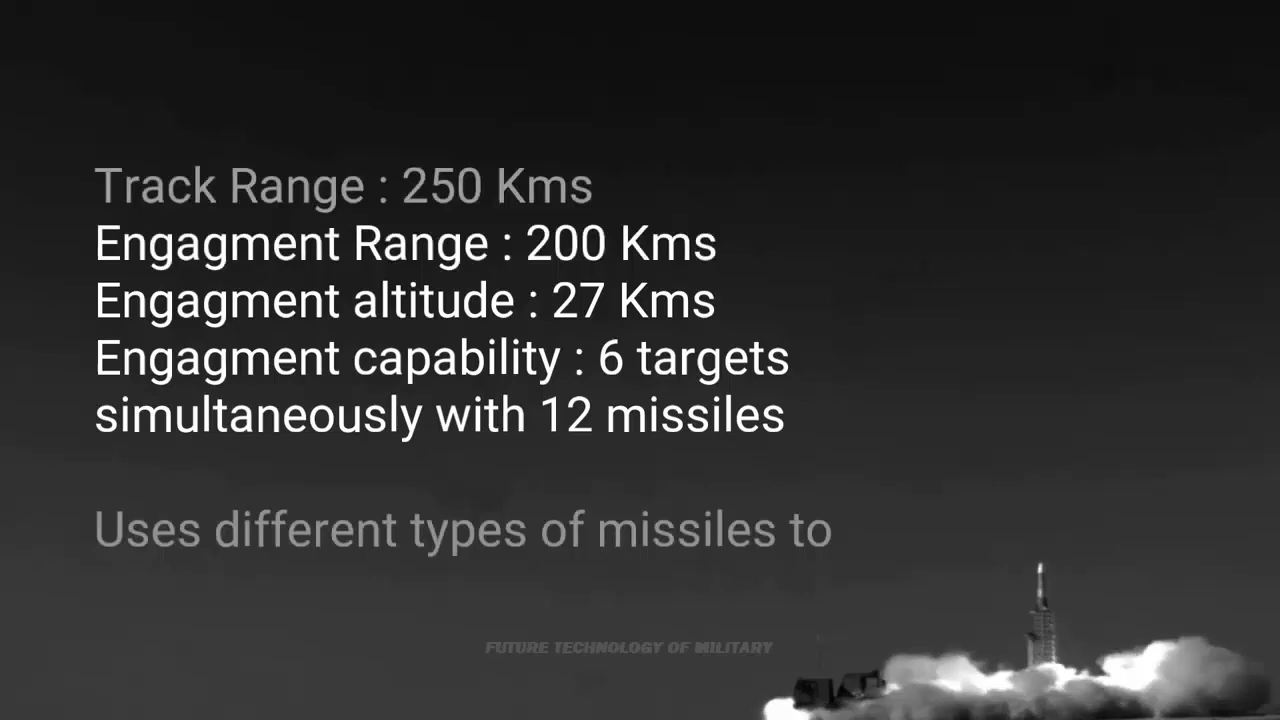 Track Range : 250 Kms
Engagment Range : 200 Kms
Engagment altitude : 27 Kms
Engagment capability : 6 targets
simultaneously with 12 missiles
Uses different types of missiles to
FUTURE TECHNOLOGY OF MILITARY